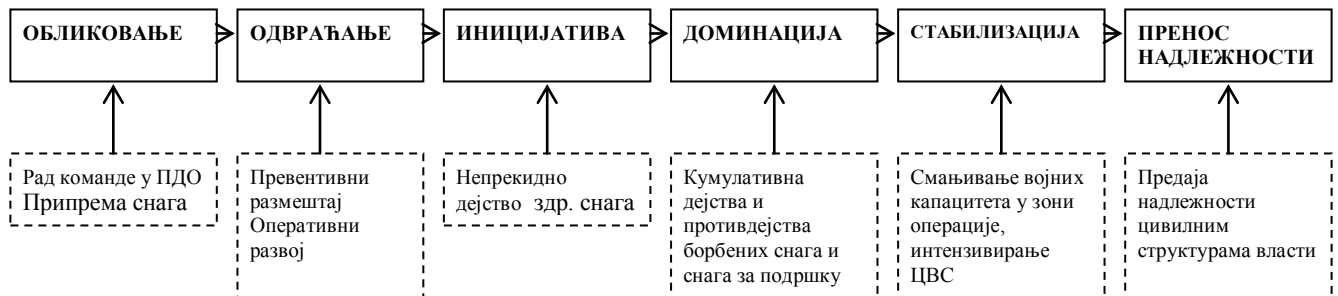 ОБЛИКОВАЊЕ
ОДВРАЋАЊЕ
ИНИЦИЈАТИВА
ДОМИНАЦИЈА
СТАБИЛИЗАЦИЈА
ПРЕНОС
НАДЛЕЖНОСТИ
Рад команде у ПДО
Припрема снага
Превентивни
размештај
Оперативни
развој
Непрекидно
дејство здр. снага
Кумулативна
дејства и
противдејства
борбених снага и
снага за подршку
Смањивање војних
капацитета у зони
операције,
интензивирање
ЦВС
Предаја
надлежности
цивилним
структурама власти